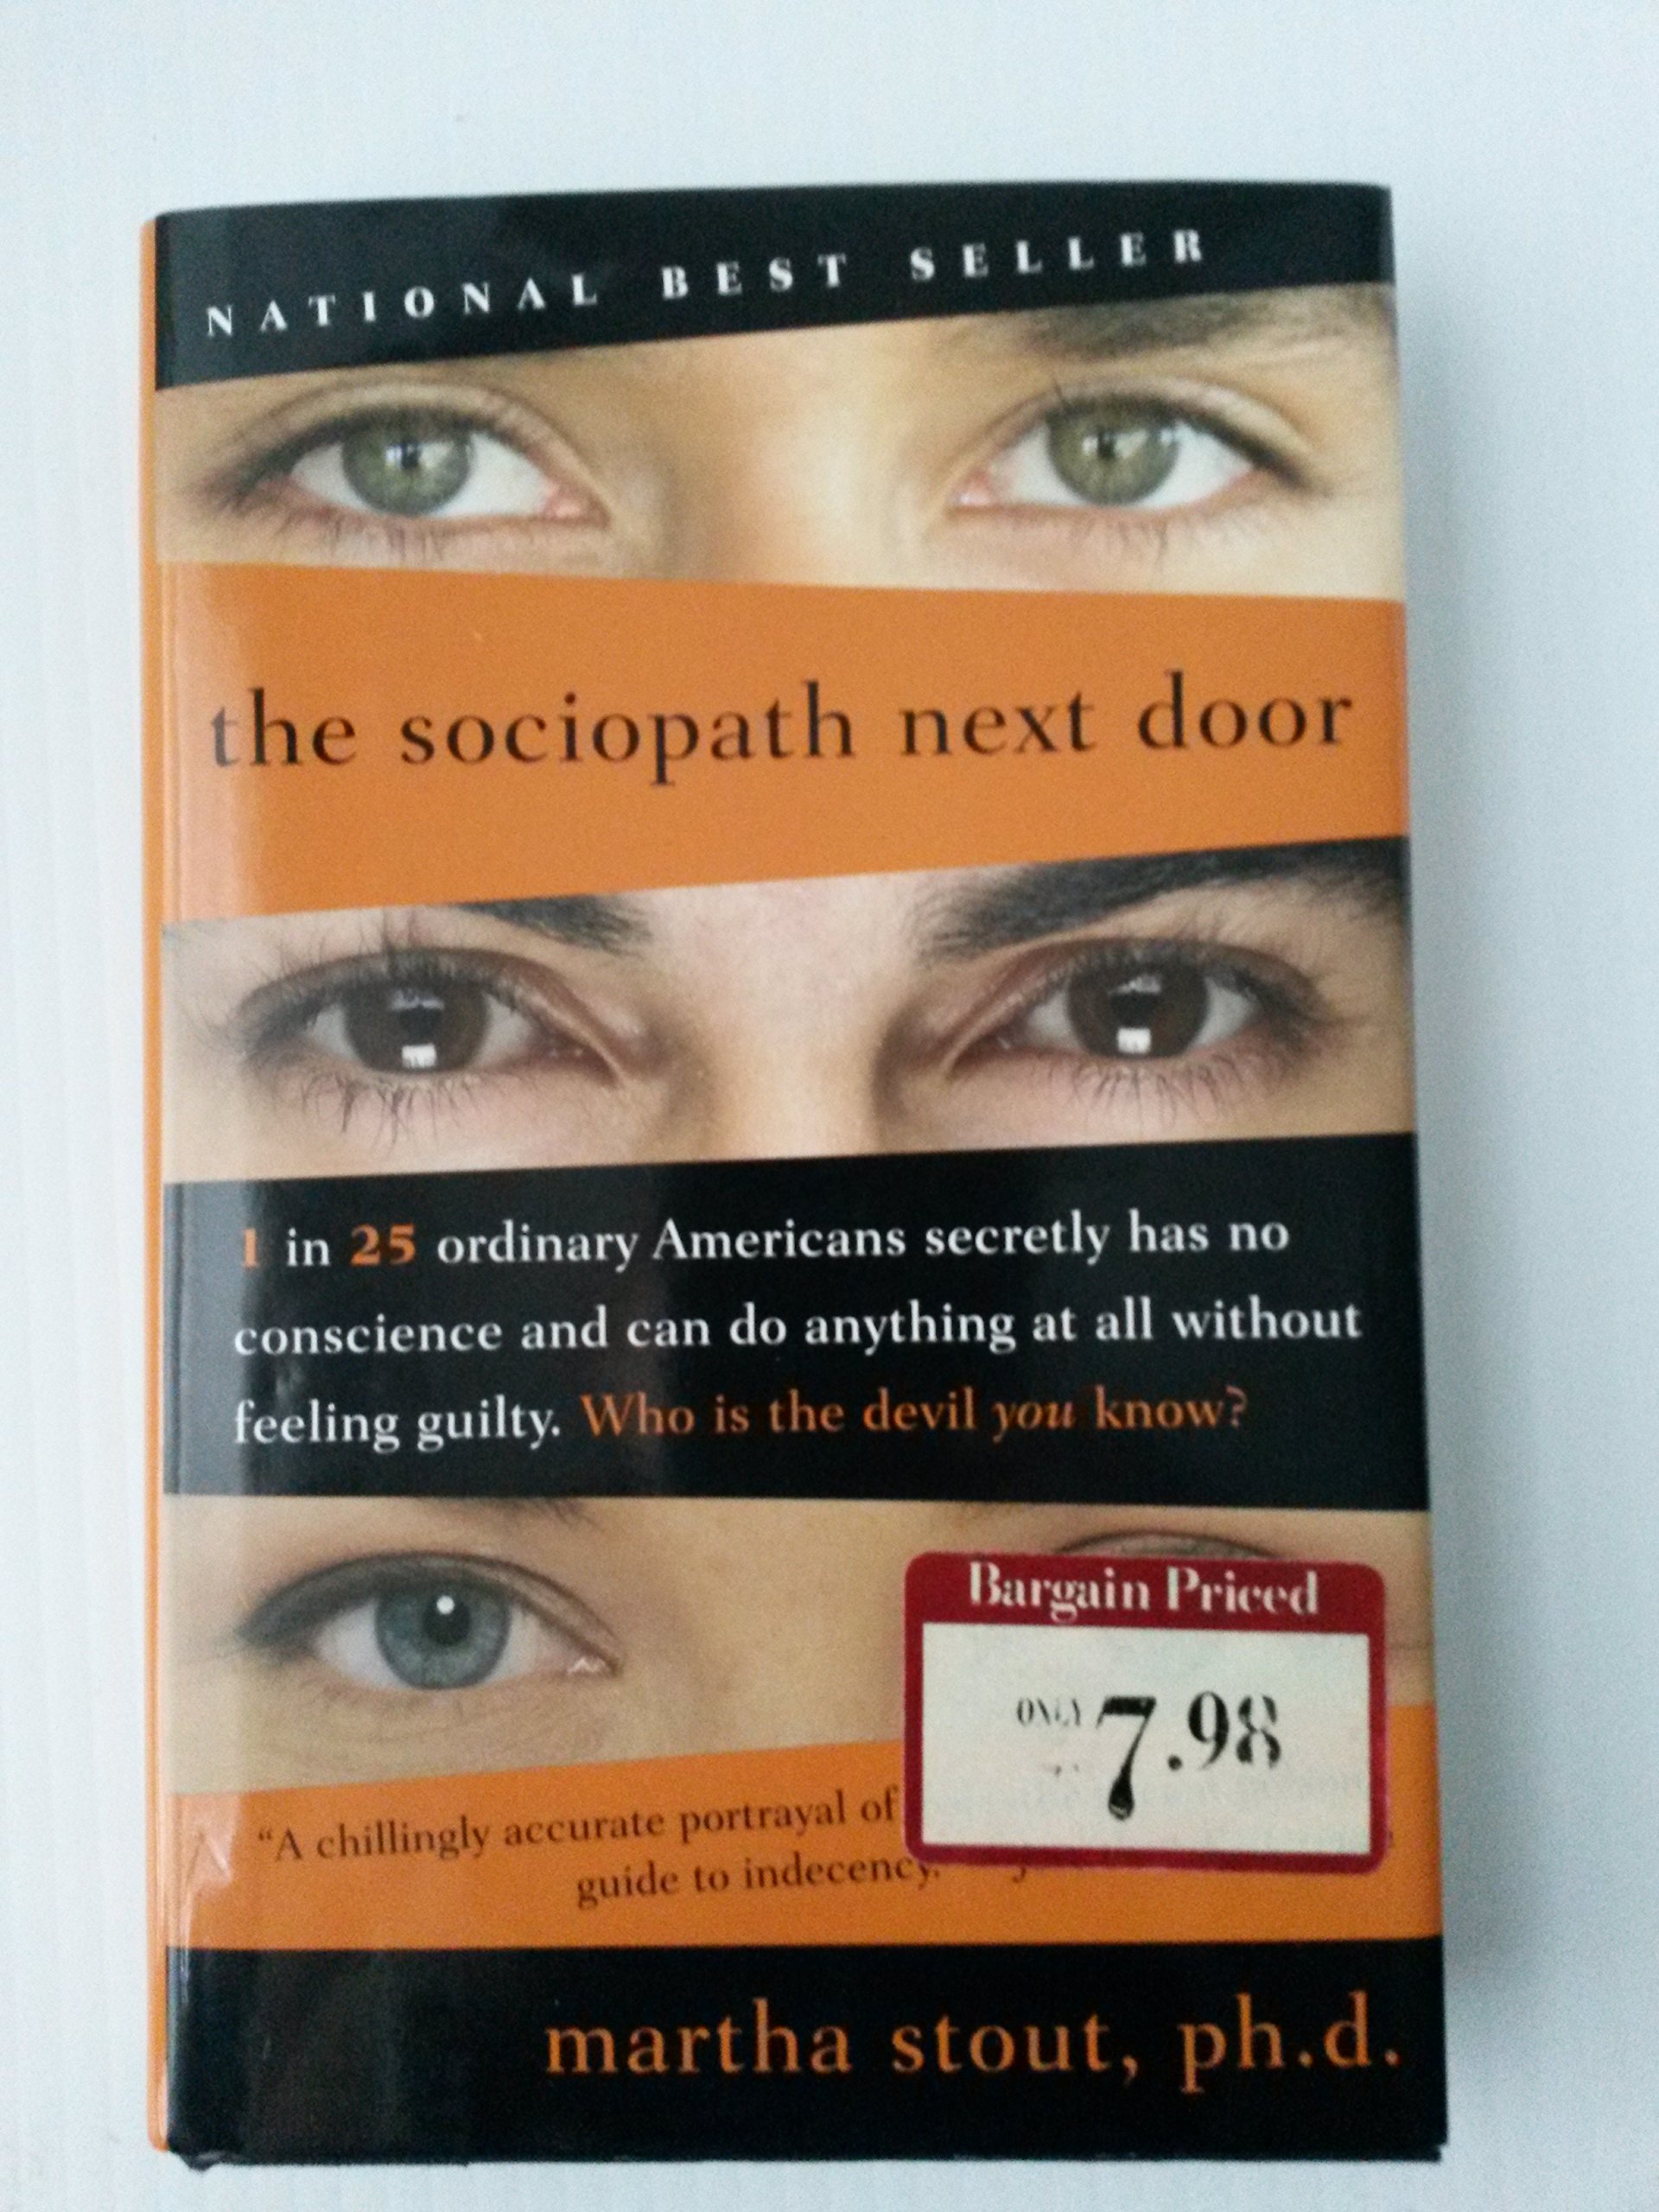 NATIONAL BEST SELLER
the sociopath next door
1 in 25 ordinary Americans secretly has no
conscience and can do anything at all without
feeling guilty. Who is the devil you know?
Bargain Priced
ONLY 7.98
“A chillingly accurate portrayal of
guide to indecency.
martha stout, ph.d.